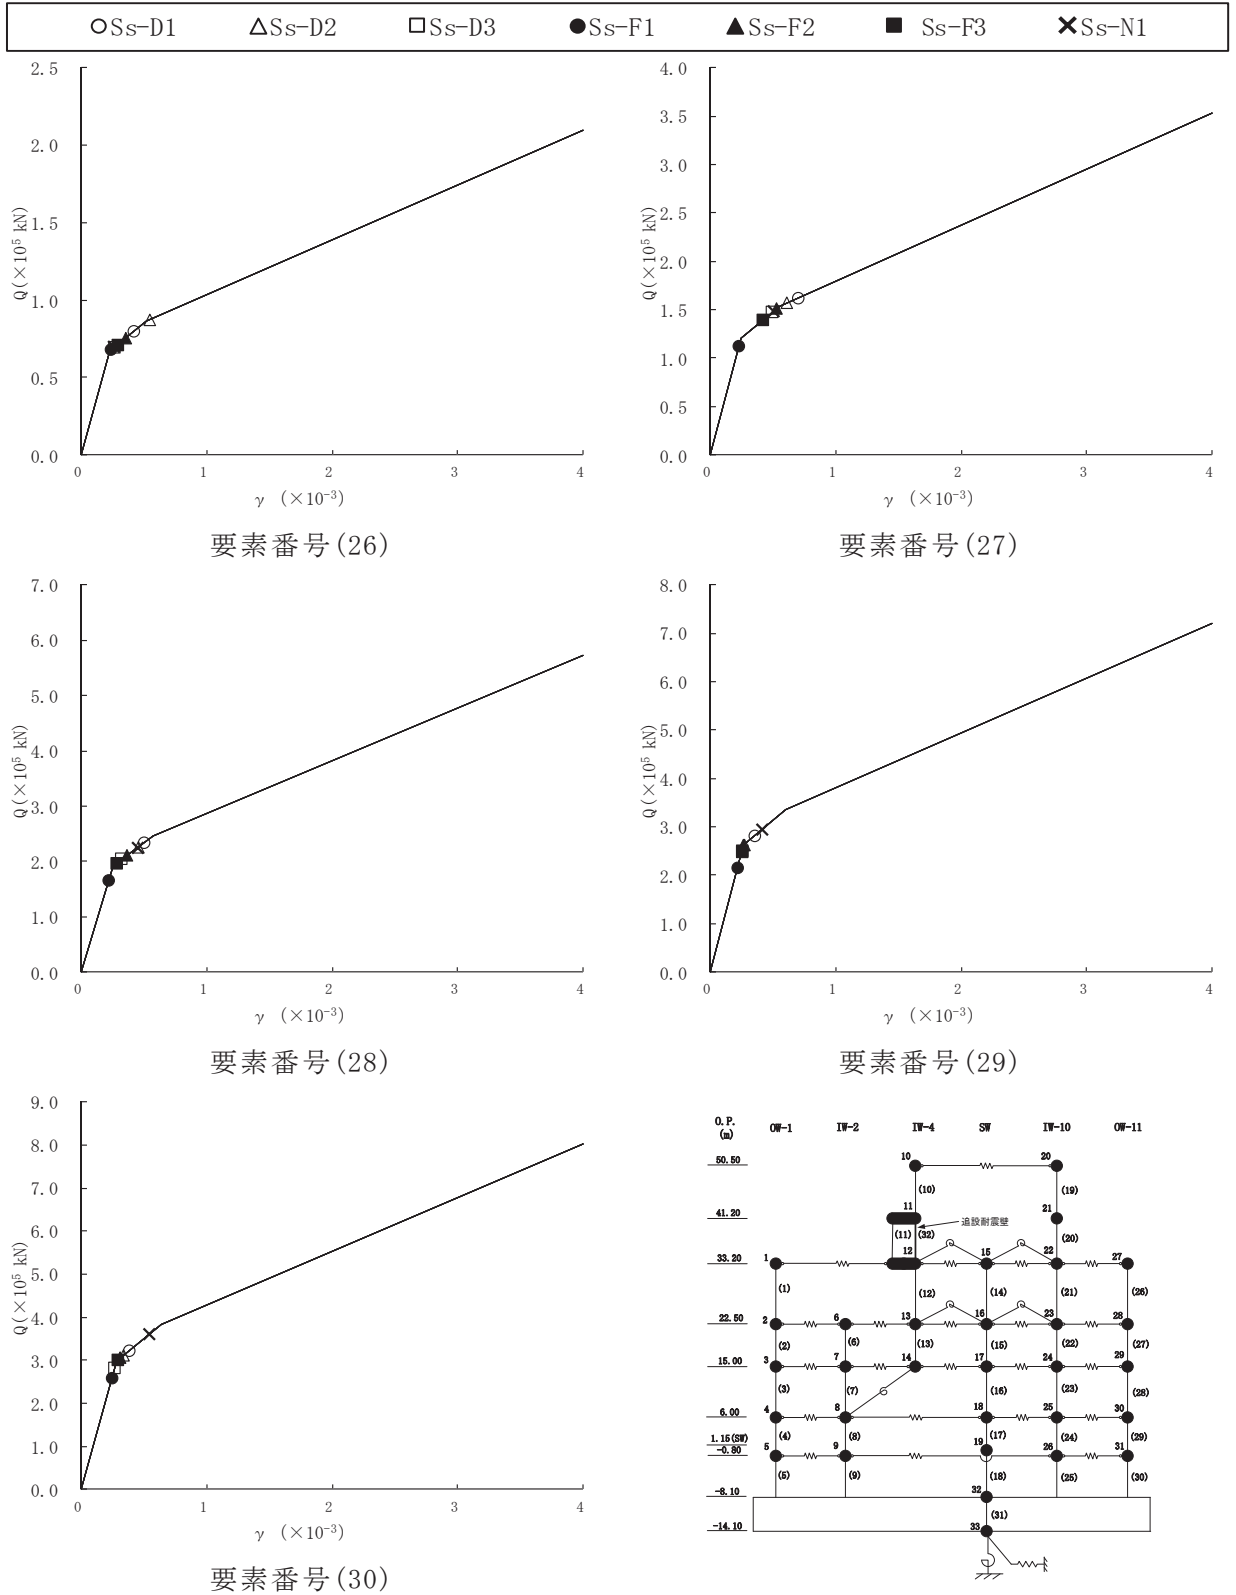 ○Ss-D1 △Ss-D2 □Ss-D3 ●Ss-F1 ▲Ss-F2 ■ Ss-F3 ×Ss-N1
2.5
2.0
1.5
1.0
0.5
0.0
Q(×10⁵ kN)
0 1 2 3 4
γ (×10⁻³)
要素番号(26)
4.0
3.5
3.0
2.5
2.0
1.5
1.0
0.5
0.0
Q(×10⁵ kN)
0 1 2 3 4
γ (×10⁻³)
要素番号(27)
7.0
6.0
5.0
4.0
3.0
2.0
1.0
0.0
Q(×10⁵ kN)
0 1 2 3 4
γ (×10⁻³)
要素番号(28)
8.0
7.0
6.0
5.0
4.0
3.0
2.0
1.0
0.0
Q(×10⁵ kN)
0 1 2 3 4
γ (×10⁻³)
要素番号(29)
9.0
8.0
7.0
6.0
5.0
4.0
3.0
2.0
1.0
0.0
Q(×10⁵ kN)
0 1 2 3 4
γ (×10⁻³)
要素番号(30)
O.P.
(m)
OW-1 IW-2 IW-4 SW IW-10 OW-11
50.50 10 20
(10) (19)
41.20 11 21
追設耐震壁
(11) (32) (20)
33.20 1 12 15 22 27
(1) (12) (14) (21) (26)
22.50 2 6 13 16 23 28
(2) (6) (13) (15) (22) (27)
15.00 3 7 14 17 24 29
(3) (7) (16) (23) (28)
6.00 4 8 18 25 30
(4) (8) (17) (24) (29)
1.15(SW) 19
-0.80 5 9 26 31
(5) (9) (18) (25) (30)
-8.10 32
(31)
-14.10 33